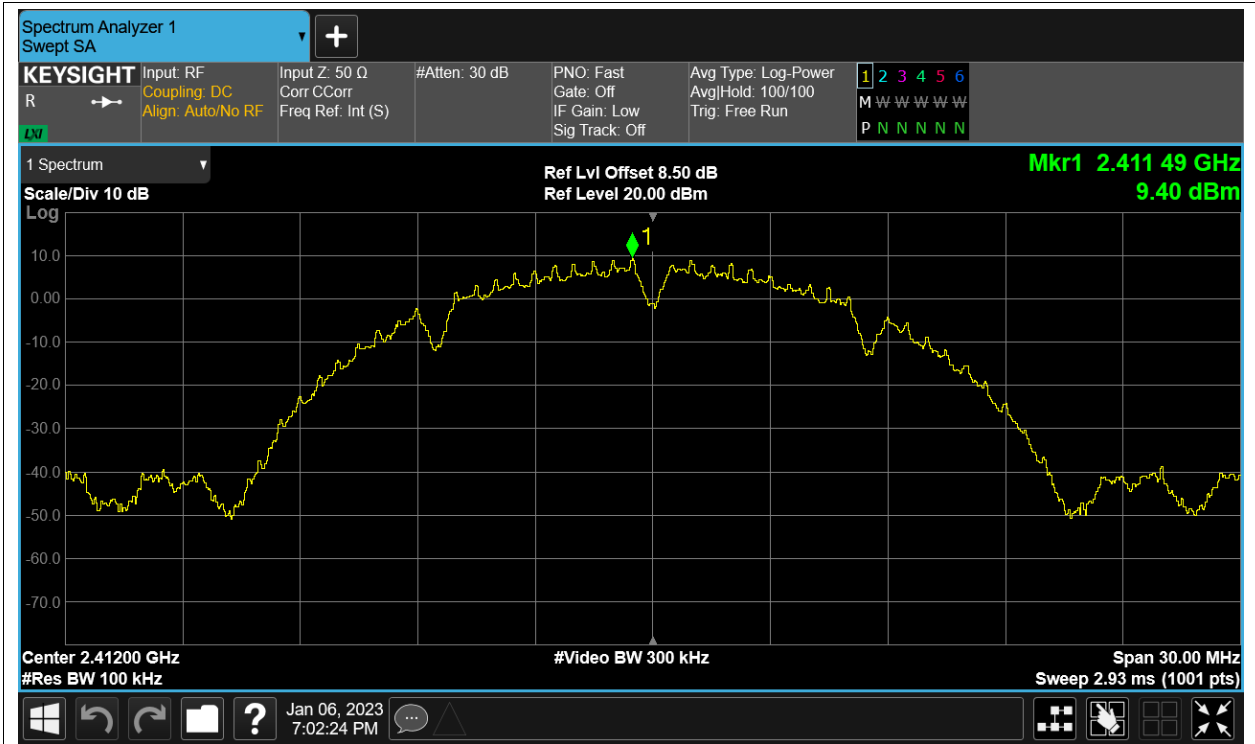 Spectrum Analyzer 1
Swept SA
+
KEYSIGHT
R
LXI
Input: RF
Coupling: DC
Align: Auto/No RF
Input Z: 50 Ω
Corr CCorr
Freq Ref: Int (S)
#Atten: 30 dB
PNO: Fast
Gate: Off
IF Gain: Low
Sig Track: Off
Avg Type: Log-Power
Avg|Hold: 100/100
Trig: Free Run
1 2 3 4 5 6
M W W W W W
P N N N N N
1 Spectrum
Scale/Div 10 dB
Log
Ref Lvl Offset 8.50 dB
Ref Level 20.00 dBm
Mkr1 2.411 49 GHz
9.40 dBm
1
10.0
0.00
-10.0
-20.0
-30.0
-40.0
-50.0
-60.0
-70.0
Center 2.41200 GHz
#Res BW 100 kHz
#Video BW 300 kHz
Span 30.00 MHz
Sweep 2.93 ms (1001 pts)
?
Jan 06, 2023
7:02:24 PM